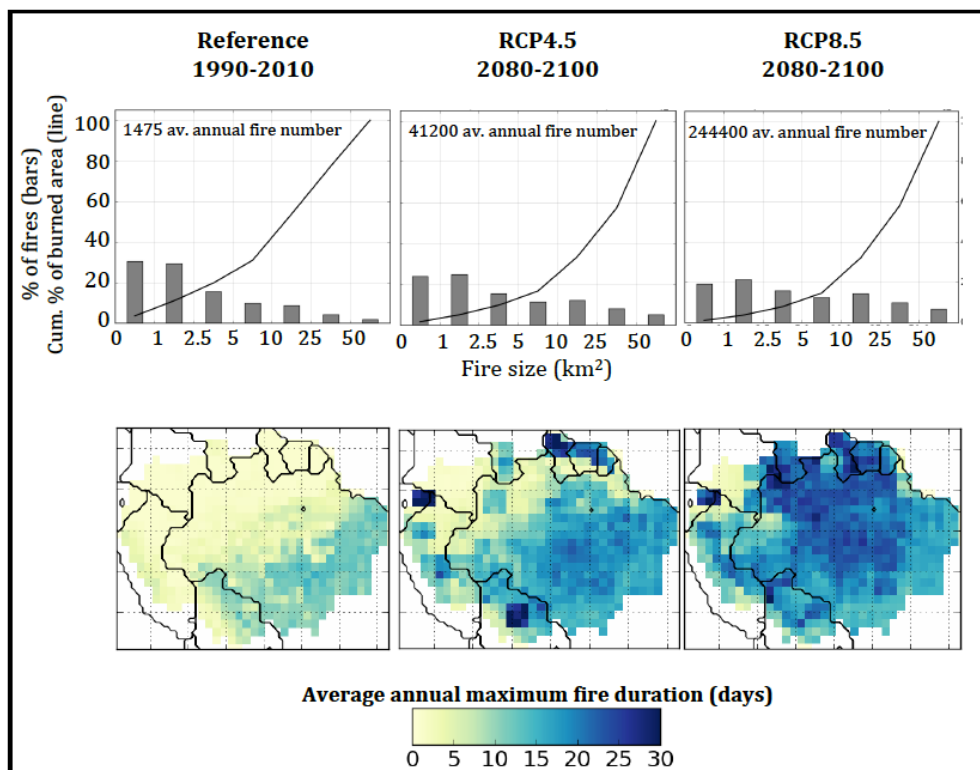 Reference
1990-2010
RCP4.5
2080-2100
RCP8.5
2080-2100
% of fires (bars)
Cum. % of burned area (line)
100
80
60
40
20
0
1475 av. annual fire number
41200 av. annual fire number
244400 av. annual fire number
0 1 2.5 5 10 25 50
0 1 2.5 5 10 25 50
0 1 2.5 5 10 25 50
Fire size (km²)
Average annual maximum fire duration (days)
0 5 10 15 20 25 30